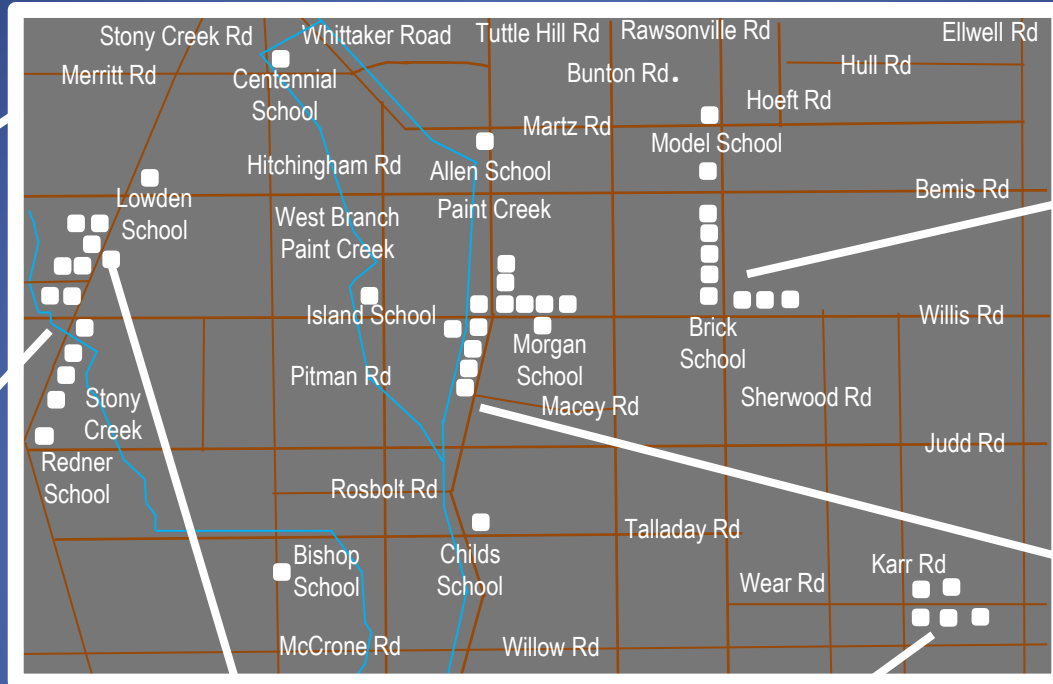 Stony Creek Rd
Whittaker Road
Tuttle Hill Rd
Rawsonville Rd
Ellwell Rd
Merritt Rd
Centennial
School
Bunton Rd.
Hull Rd
Hoeft Rd
Martz Rd
Model School
Hitchingham Rd
Allen School
Lowden
School
Bemis Rd
West Branch
Paint Creek
Paint Creek
Island School
Morgan
School
Brick
School
Willis Rd
Pitman Rd
Stony
Creek
Macey Rd
Sherwood Rd
Redner
School
Judd Rd
Rosbolt Rd
Talladay Rd
Bishop
School
Childs
School
Karr Rd
Wear Rd
McCrone Rd
Willow Rd